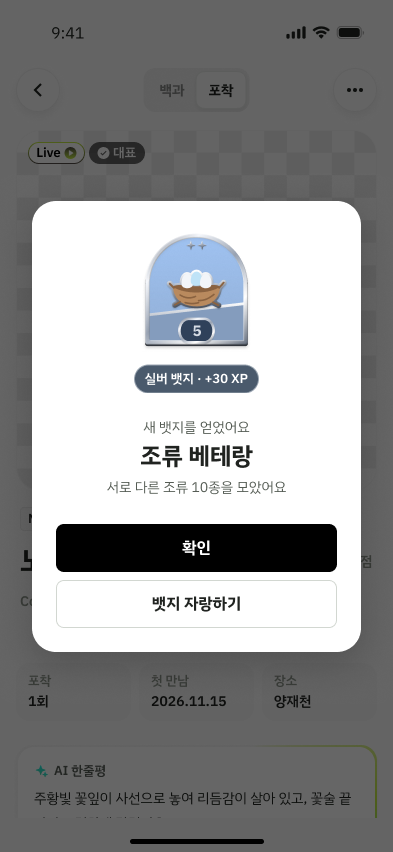 9:41
백과
포착
Live
대표
5
실버 뱃지 · +30 XP
새 뱃지를 얻었어요
조류 베테랑
서로 다른 조류 10종을 모았어요
확인
뱃지 자랑하기
점
포착
첫 만남
장소
1회
2026.11.15
양재천
AI 한줄평
주황빛 꽃잎이 사선으로 놓여 리듬감이 살아 있고, 꽃술 끝